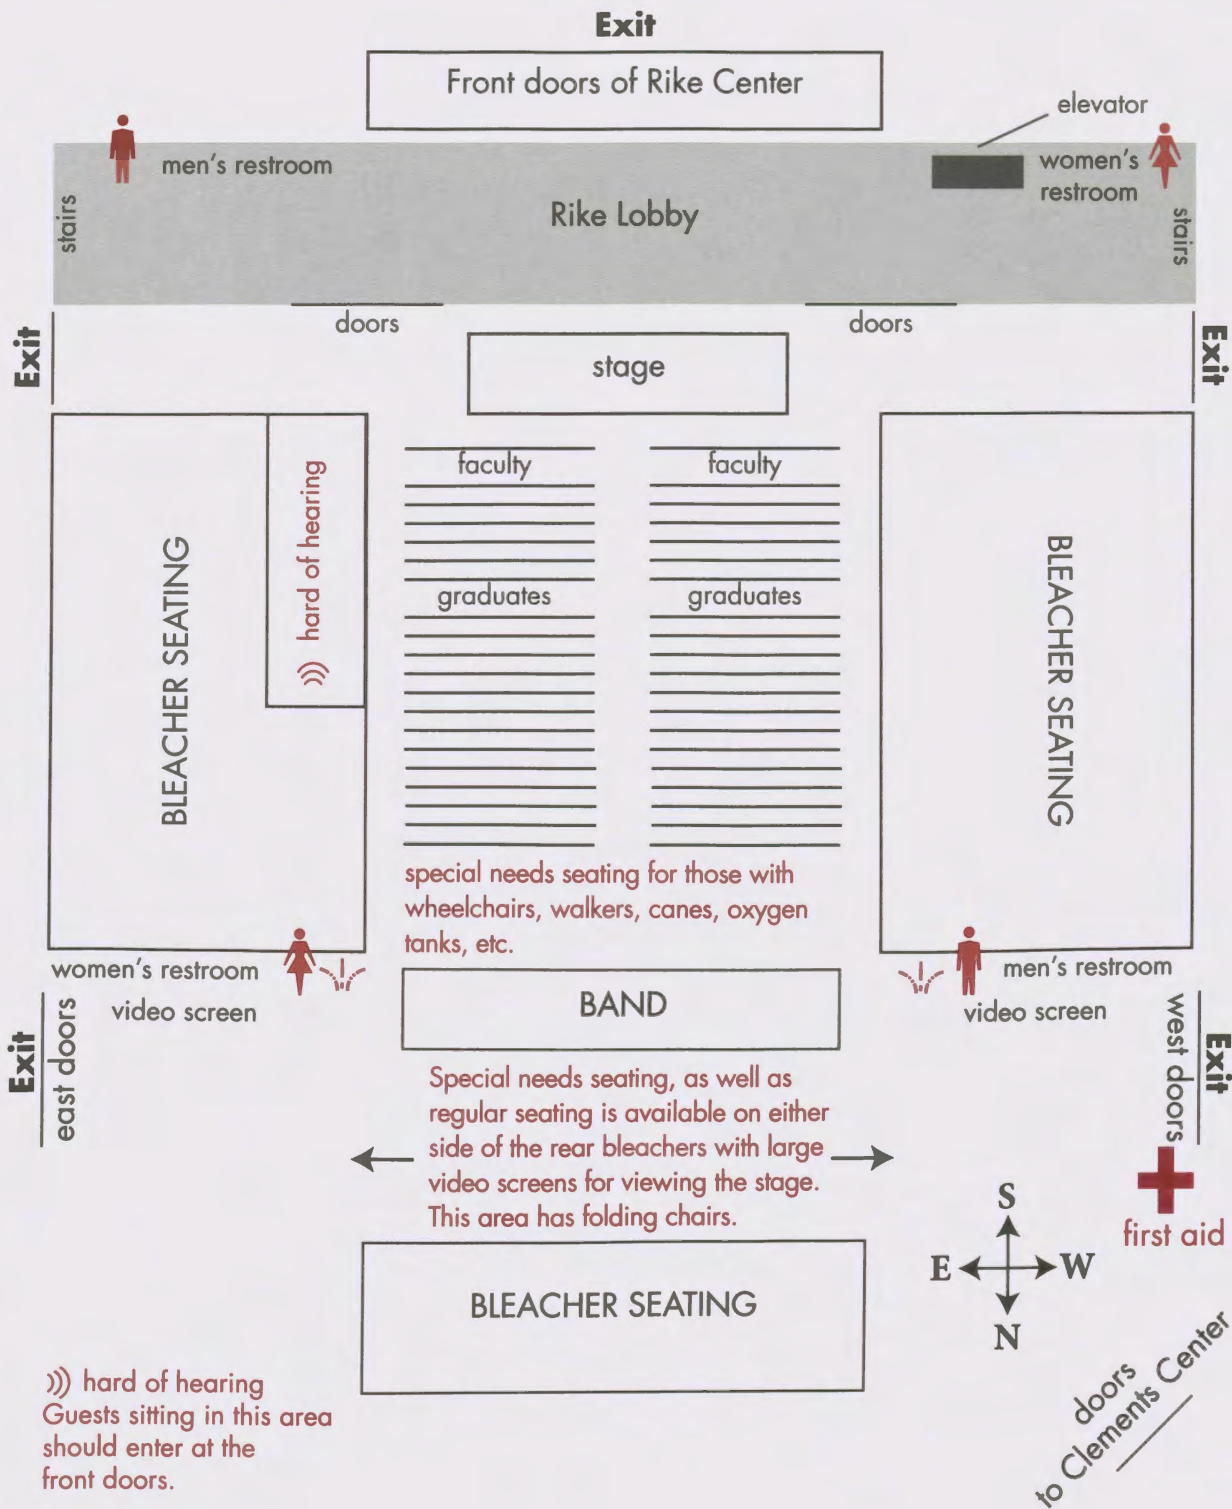 Exit
Front doors of Rike Center
elevator
men's restroom
women's
restroom
stairs
Rike Lobby
stairs
doors
doors
Exit
Exit
stage
faculty
faculty
hard of hearing
BLEACHER SEATING
BLEACHER SEATING
graduates
graduates
special needs seating for those with
wheelchairs, walkers, canes, oxygen
tanks, etc.
women's restroom
men's restroom
video screen
video screen
BAND
Exit
east doors
west doors
Exit
Special needs seating, as well as
regular seating is available on either
side of the rear bleachers with large
video screens for viewing the stage.
This area has folding chairs.
first aid
S
E
W
N
BLEACHER SEATING
hard of hearing
Guests sitting in this area
should enter at the
front doors.
doors
to Clements Center